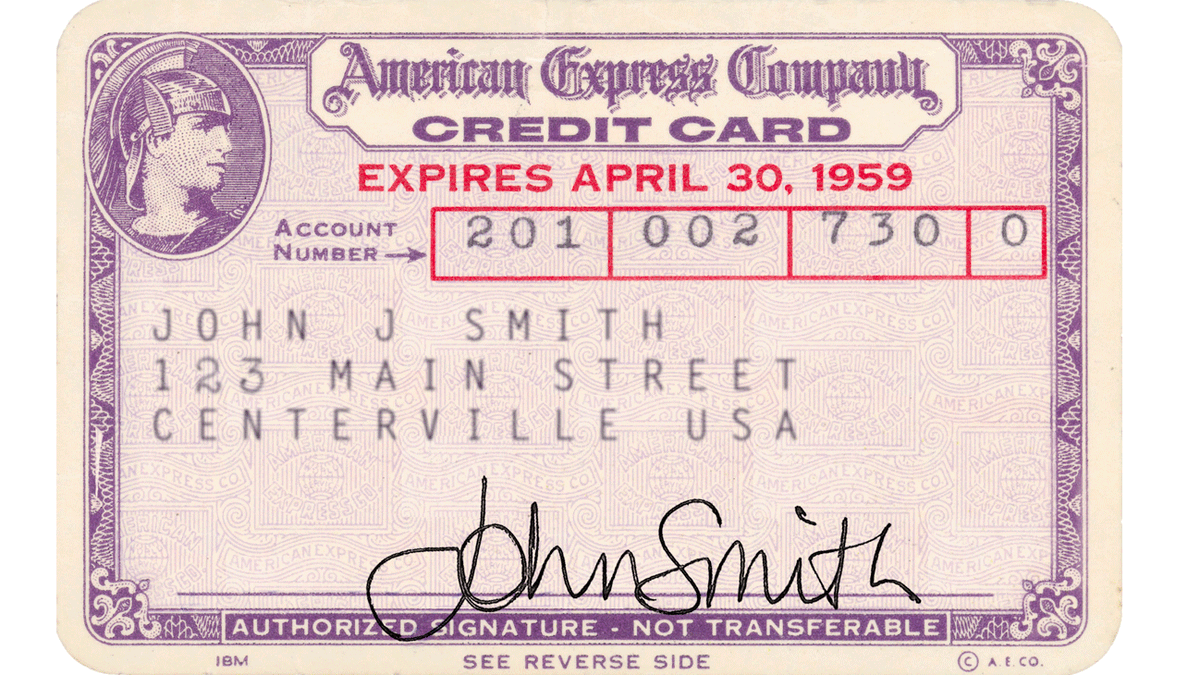 American Express Company
CREDIT CARD
EXPIRES APRIL 30, 1959
ACCOUNT
NUMBER → 201 002 730 0
JOHN J SMITH
123 MAIN STREET
CENTERVILLE USA
John Smith
AUTHORIZED SIGNATURE - NOT TRANSFERABLE
IBM SEE REVERSE SIDE © A.E.CO.